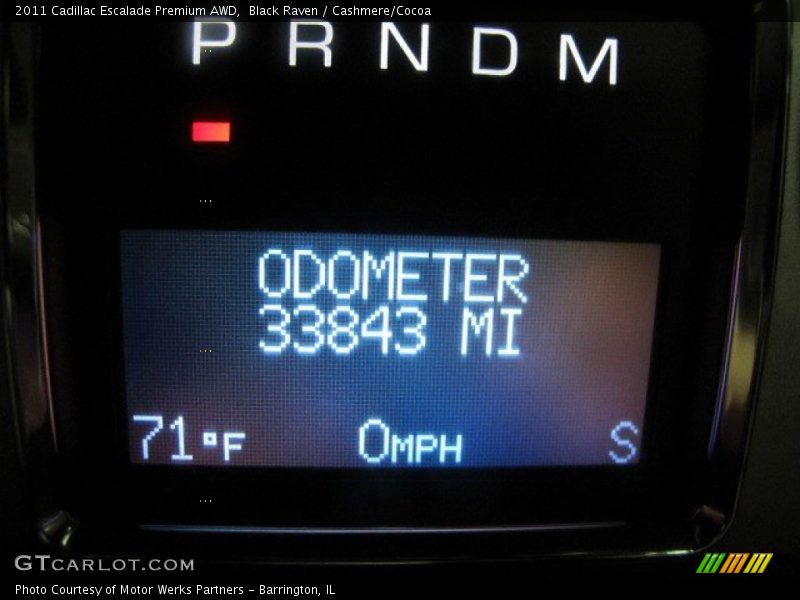 2011 Cadillac Escalade Premium AWD,  Black Raven / Cashmere/Cocoa
P R N D M
ODOMETER
33843 MI
71°F 0MPH S
GTCARLOT.COM
Photo Courtesy of Motor Werks Partners - Barrington, IL